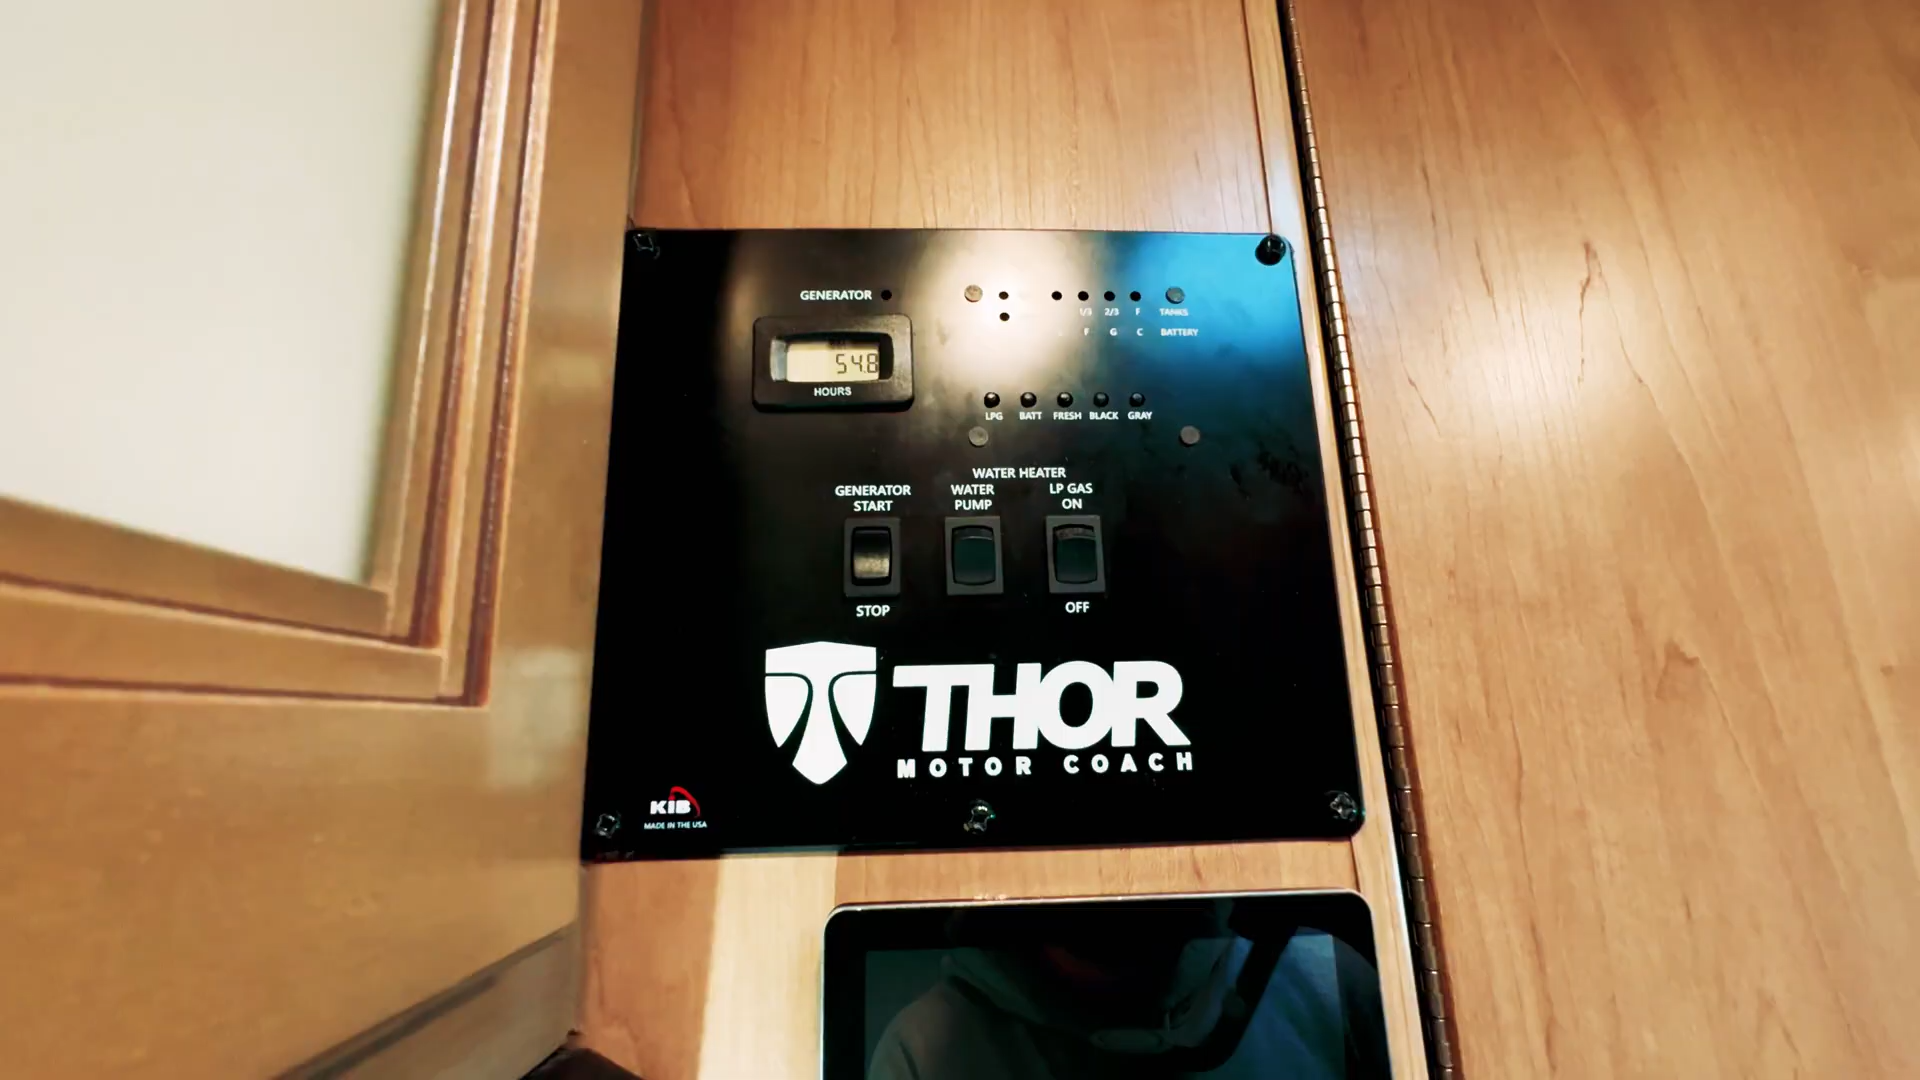 GENERATOR
54.8
HOURS
1/3 2/3 F TANKS
F G C BATTERY
LPG BATT FRESH BLACK GRAY
WATER HEATER
GENERATOR START
WATER PUMP
LP GAS ON
STOP
OFF
THOR
MOTOR COACH
KIB
MADE IN THE USA